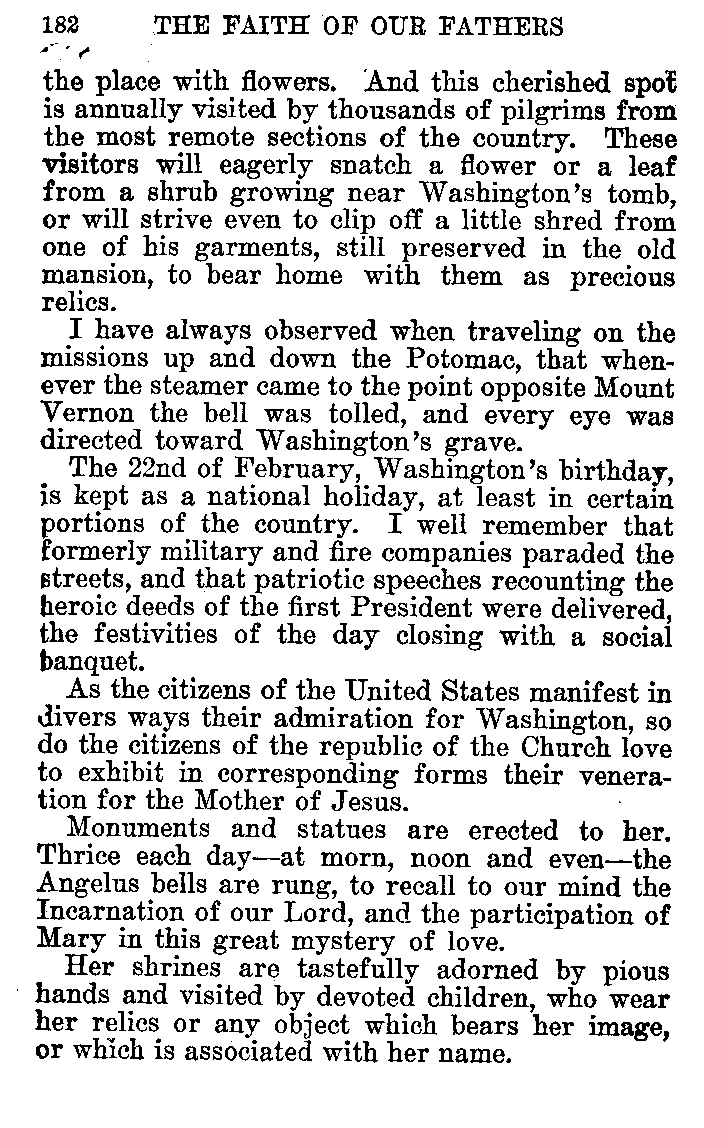 182 THE FAITH OF OUR FATHERS
the place with flowers. And this cherished spot
is annually visited by thousands of pilgrims from
the most remote sections of the country. These
visitors will eagerly snatch a flower or a leaf
from a shrub growing near Washington's tomb,
or will strive even to clip off a little shred from
one of his garments, still preserved in the old
mansion, to bear home with them as precious
relics.
I have always observed when traveling on the
missions up and down the Potomac, that when-
ever the steamer came to the point opposite Mount
Vernon the bell was tolled, and every eye was
directed toward Washington's grave.
The 22nd of February, Washington's birthday,
is kept as a national holiday, at least in certain
portions of the country. I well remember that
formerly military and fire companies paraded the
streets, and that patriotic speeches recounting the
heroic deeds of the first President were delivered,
the festivities of the day closing with a social
banquet.
As the citizens of the United States manifest in
divers ways their admiration for Washington, so
do the citizens of the republic of the Church love
to exhibit in corresponding forms their venera-
tion for the Mother of Jesus.
Monuments and statues are erected to her.
Thrice each day—at morn, noon and even—the
Angelus bells are rung, to recall to our mind the
Incarnation of our Lord, and the participation of
Mary in this great mystery of love.
Her shrines are tastefully adorned by pious
hands and visited by devoted children, who wear
her relics or any object which bears her image,
or which is associated with her name.